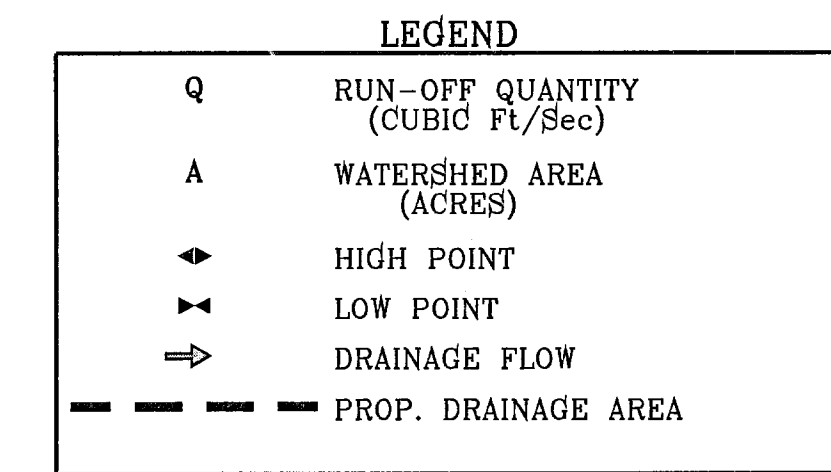 LEGEND
Q RUN-OFF QUANTITY
(CUBIC Ft/Sec)
A WATERSHED AREA
(ACRES)
HIGH POINT
LOW POINT
DRAINAGE FLOW
PROP. DRAINAGE AREA